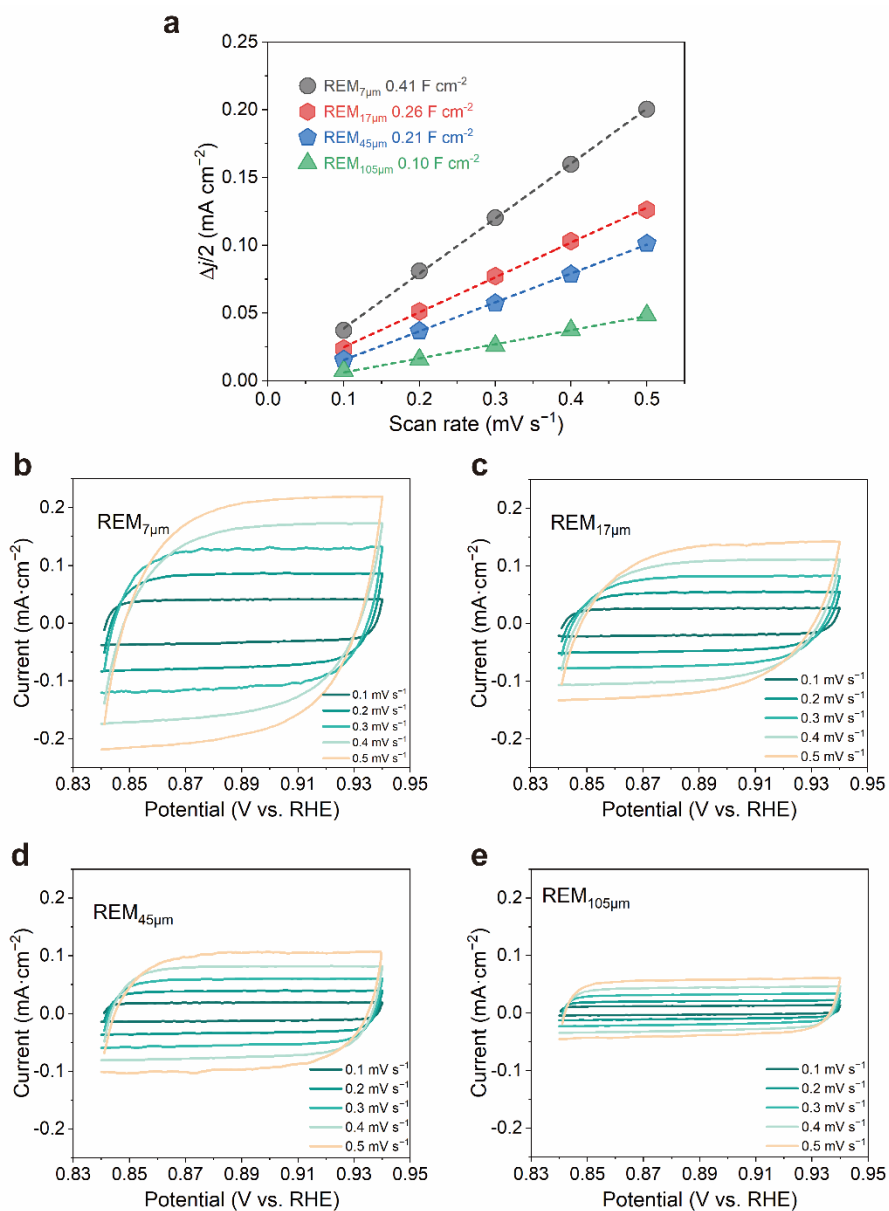 a
0.25
0.20
0.15
0.10
0.05
0.00
Δj/2 (mA cm⁻²)
REM₇μm 0.41 F cm⁻²
REM₁₇μm 0.26 F cm⁻²
REM₄₅μm 0.21 F cm⁻²
REM₁₀₅μm 0.10 F cm⁻²
0.0 0.1 0.2 0.3 0.4 0.5
Scan rate (mV s⁻¹)
b
REM₇μm
0.2
0.1
0.0
-0.1
-0.2
Current (mA·cm⁻²)
0.1 mV s⁻¹
0.2 mV s⁻¹
0.3 mV s⁻¹
0.4 mV s⁻¹
0.5 mV s⁻¹
0.83 0.85 0.87 0.89 0.91 0.93 0.95
Potential (V vs. RHE)
c
REM₁₇μm
0.2
0.1
0.0
-0.1
-0.2
Current (mA·cm⁻²)
0.1 mV s⁻¹
0.2 mV s⁻¹
0.3 mV s⁻¹
0.4 mV s⁻¹
0.5 mV s⁻¹
0.83 0.85 0.87 0.89 0.91 0.93 0.95
Potential (V vs. RHE)
d
REM₄₅μm
0.2
0.1
0.0
-0.1
-0.2
Current (mA·cm⁻²)
0.1 mV s⁻¹
0.2 mV s⁻¹
0.3 mV s⁻¹
0.4 mV s⁻¹
0.5 mV s⁻¹
0.83 0.85 0.87 0.89 0.91 0.93 0.95
Potential (V vs. RHE)
e
REM₁₀₅μm
0.2
0.1
0.0
-0.1
-0.2
Current (mA·cm⁻²)
0.1 mV s⁻¹
0.2 mV s⁻¹
0.3 mV s⁻¹
0.4 mV s⁻¹
0.5 mV s⁻¹
0.83 0.85 0.87 0.89 0.91 0.93 0.95
Potential (V vs. RHE)